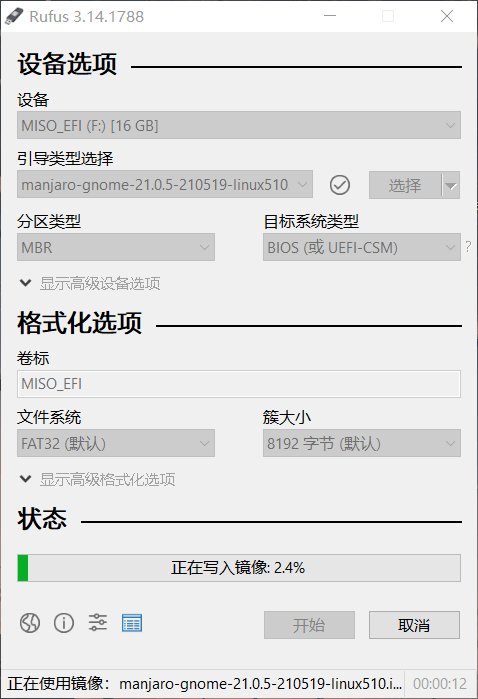 Rufus 3.14.1788
设备选项
设备
MISO_EFI (F:) [16 GB]
引导类型选择
manjaro-gnome-21.0.5-210519-linux510
选择
分区类型
目标系统类型
MBR
BIOS (或 UEFI-CSM)
?
显示高级设备选项
格式化选项
卷标
MISO_EFI
文件系统
簇大小
FAT32 (默认)
8192 字节 (默认)
显示高级格式化选项
状态
正在写入镜像: 2.4%
开始
取消
正在使用镜像：manjaro-gnome-21.0.5-210519-linux510.i...
00:00:12